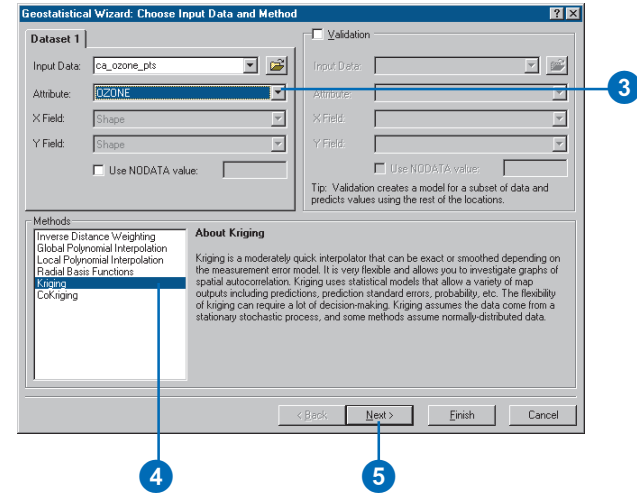 Geostatistical Wizard: Choose Input Data and Method
Dataset 1
Input Data: ca_ozone_pts
Attribute: OZONE
X Field: Shape
Y Field: Shape
Use NODATA value:
Validation
Input Data:
Attribute:
X Field:
Y Field:
Use NODATA value:
Tip: Validation creates a model for a subset of data and
predicts values using the rest of the locations.
3
Methods
Inverse Distance Weighting
Global Polynomial Interpolation
Local Polynomial Interpolation
Radial Basis Functions
Kriging
CoKriging
About Kriging
Kriging is a moderately quick interpolator that can be exact or smoothed depending on
the measurement error model. It is very flexible and allows you to investigate graphs of
spatial autocorrelation. Kriging uses statistical models that allow a variety of map
outputs including predictions, prediction standard errors, probability, etc. The flexibility
of kriging can require a lot of decision-making. Kriging assumes the data come from a
stationary stochastic process, and some methods assume normally-distributed data.
< Back Next > Finish Cancel
4 5